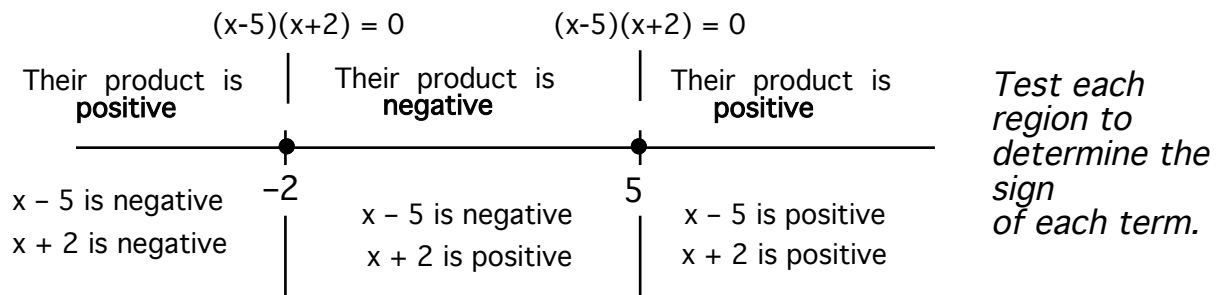 (x-5)(x+2) = 0
(x-5)(x+2) = 0
Their product is
positive
Their product is
negative
Their product is
positive
Test each
region to
determine the
sign
of each term.
–2
5
x – 5 is negative
x + 2 is negative
x – 5 is negative
x + 2 is positive
x – 5 is positive
x + 2 is positive